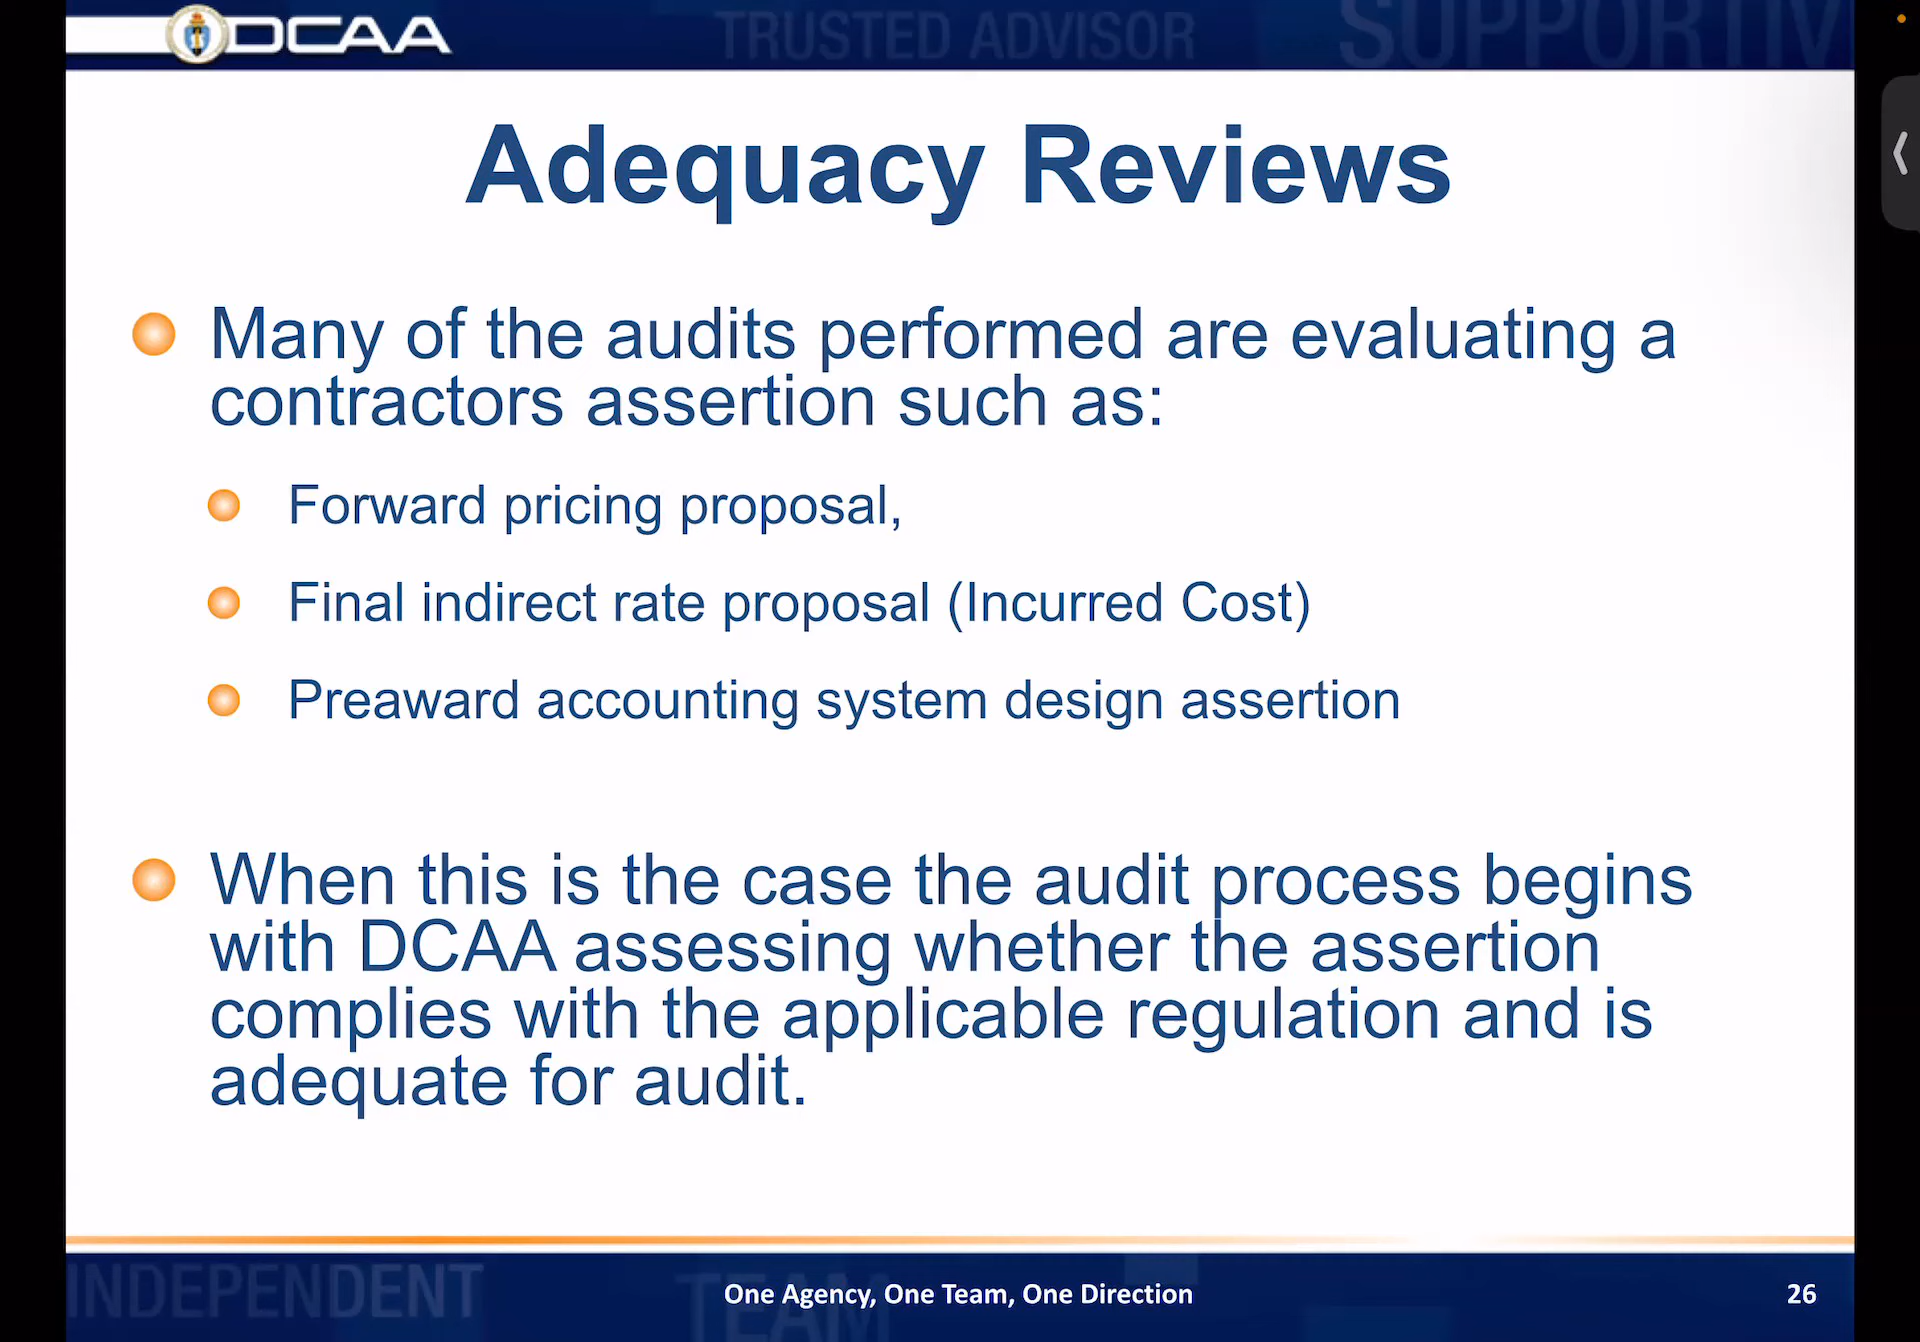 DCAA
TRUSTED ADVISOR
SUPPORTIV
Adequacy Reviews
Many of the audits performed are evaluating a
contractors assertion such as:
Forward pricing proposal,
Final indirect rate proposal (Incurred Cost)
Preaward accounting system design assertion
When this is the case the audit process begins
with DCAA assessing whether the assertion
complies with the applicable regulation and is
adequate for audit.
INDEPENDENT
TEAM
One Agency, One Team, One Direction
26